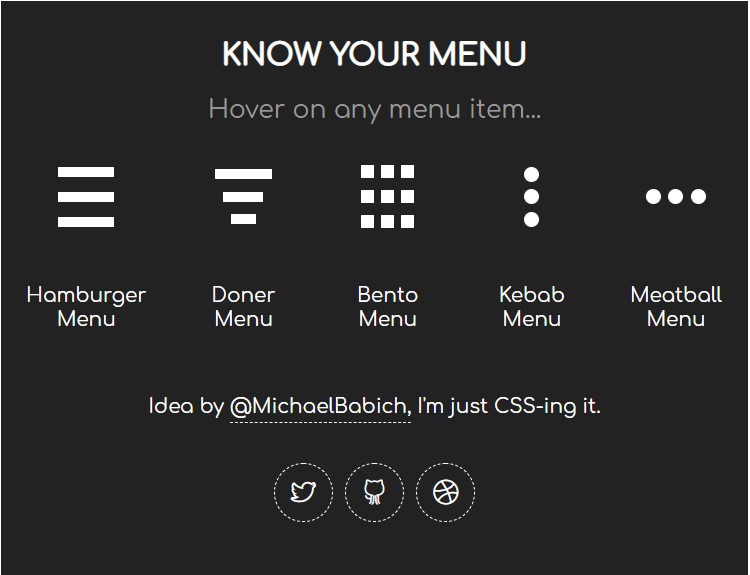 KNOW YOUR MENU
Hover on any menu item...
Hamburger Menu
Doner Menu
Bento Menu
Kebab Menu
Meatball Menu
Idea by @MichaelBabich, I'm just CSS-ing it.